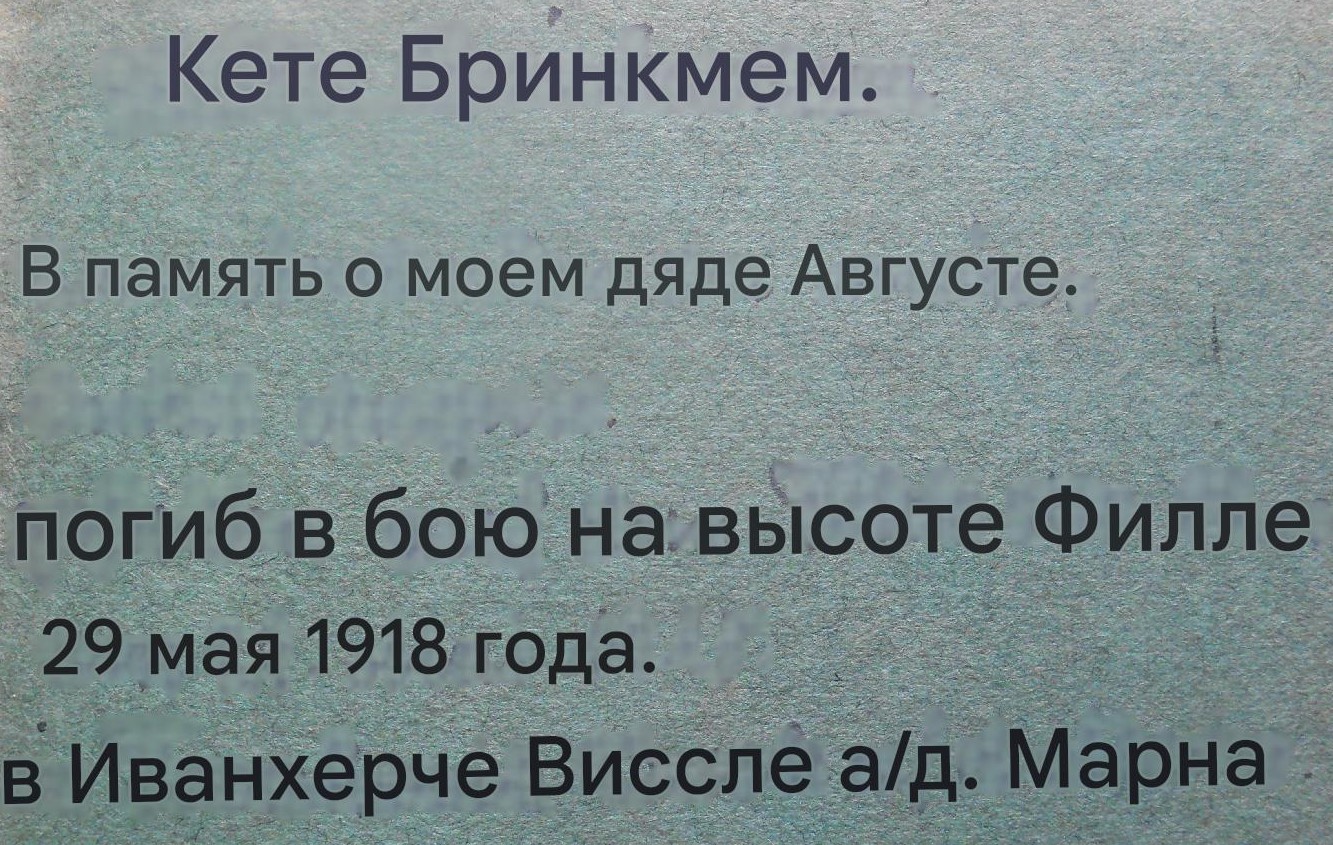 Кете Бринкмем.
В память о моем дяде Августе.
погиб в бою на высоте Филле
29 мая 1918 года.
в Иванхерче Виссле а/д. Марна